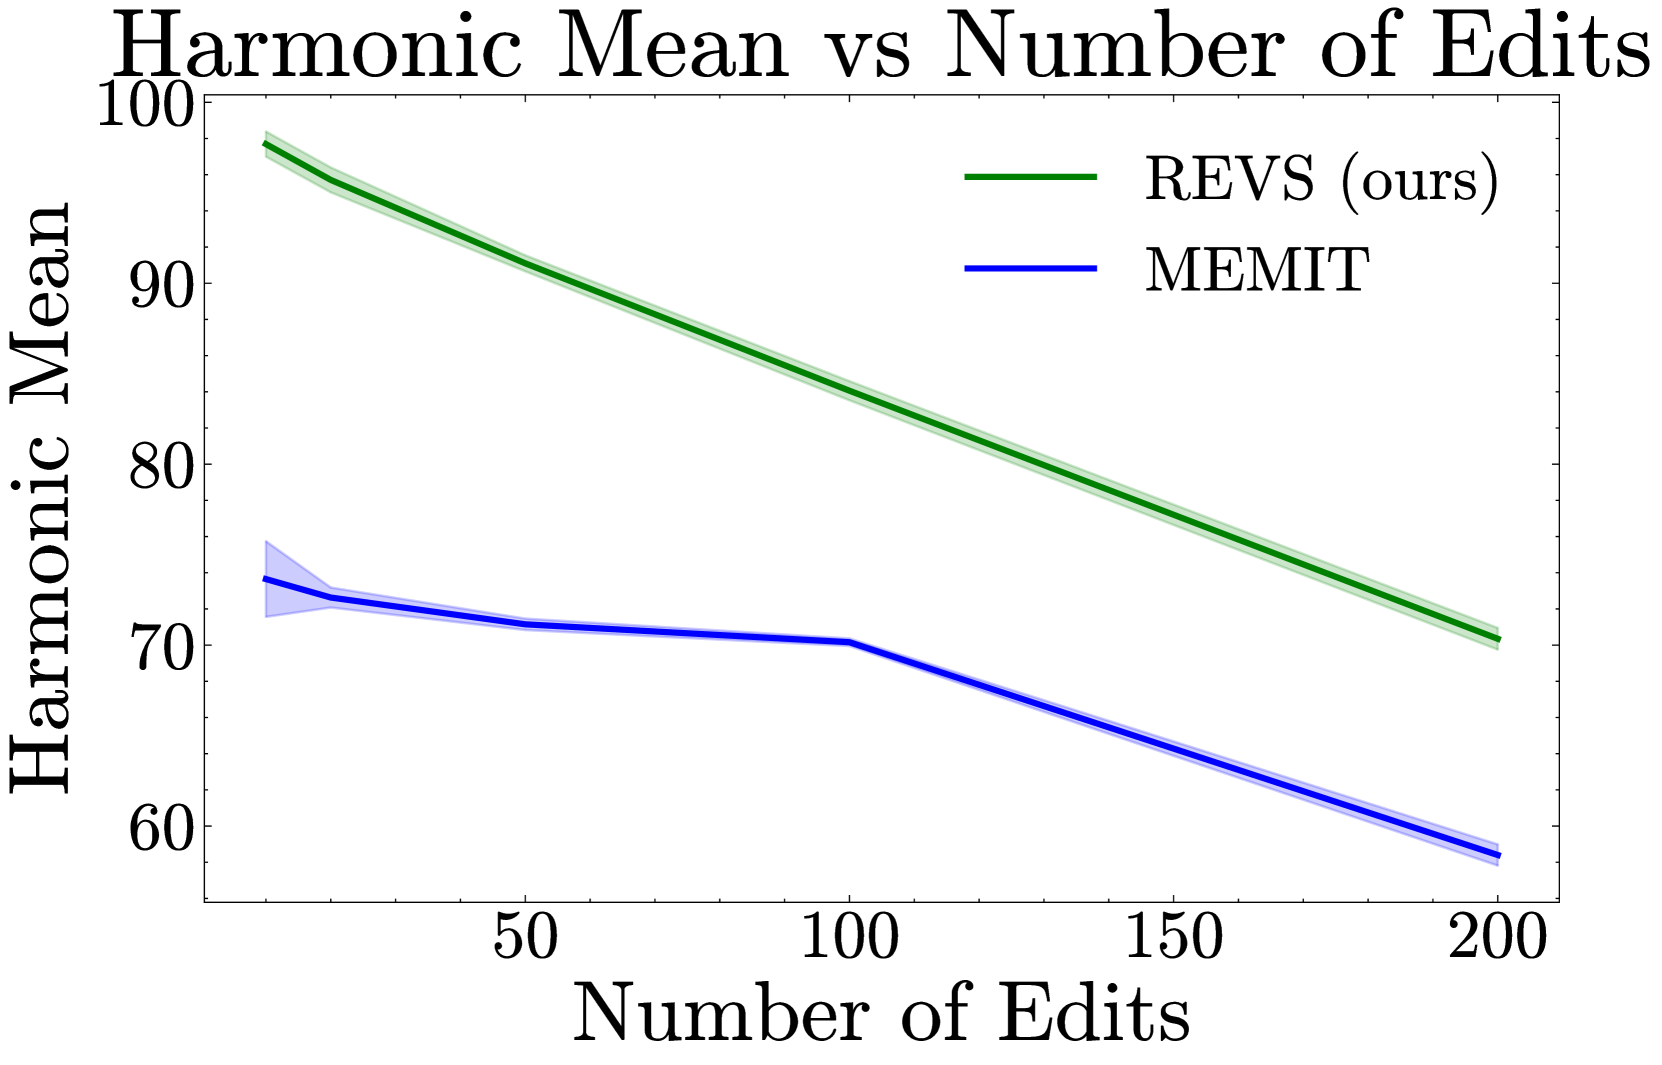 Harmonic Mean vs Number of Edits
100
90
80
70
60
Harmonic Mean
REVS (ours)
MEMIT
50 100 150 200
Number of Edits